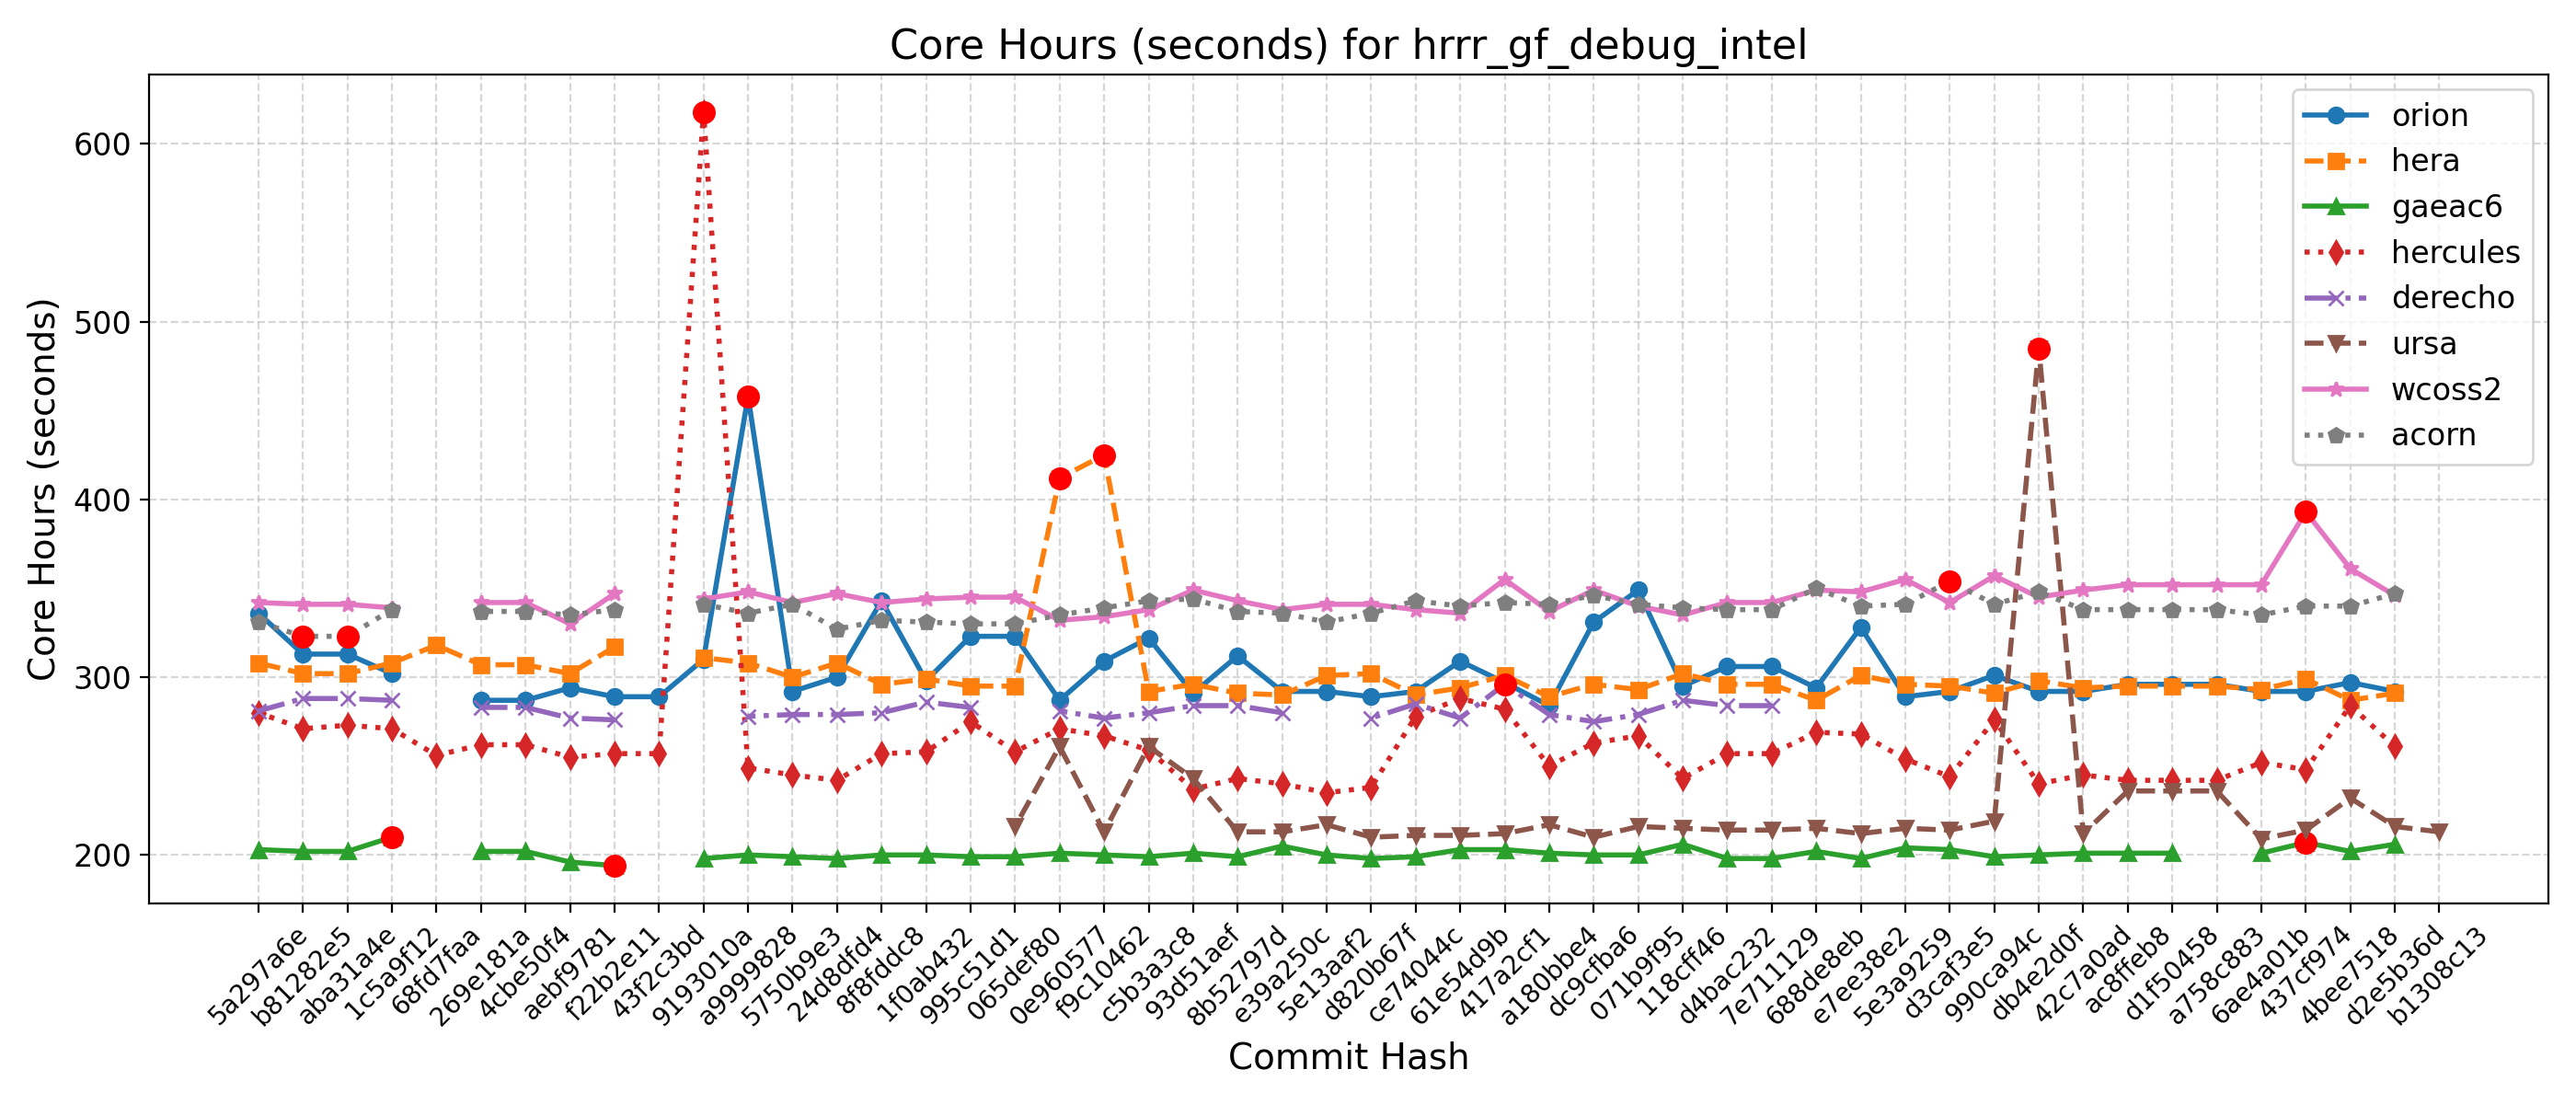 Core Hours (seconds) for hrrr_gf_debug_intel
Core Hours (seconds)
600
500
400
300
200
orion
hera
gaeac6
hercules
derecho
ursa
wcoss2
acorn
5a297a6e
b81282e5
aba31a4e
1c5a9f12
68fd7faa
269e181a
4cbe50f4
aebf9781
f22b2e11
43f2c3bd
9193010a
a9999828
5750b9e3
24d8dfd4
8f8fddc8
1f0ab432
995c51d1
065def80
0e960577
f9c10462
c5b3a3c8
93d51aef
8b52797d
e39a250c
5e13aaf2
d820b67f
ce74044c
61e54d9b
417a2cf1
a180bbe4
dc9cfba6
071b9f95
118cff46
d4bac232
7e711129
688de8eb
e7ee38e2
5e3a9259
d3caf3e5
990ca94c
db4e2d0f
42c7a0ad
ac8ffeb8
d1f50458
a758c883
6ae4a01b
437cf974
4bee7518
d2e5b36d
b1308c13
Commit Hash